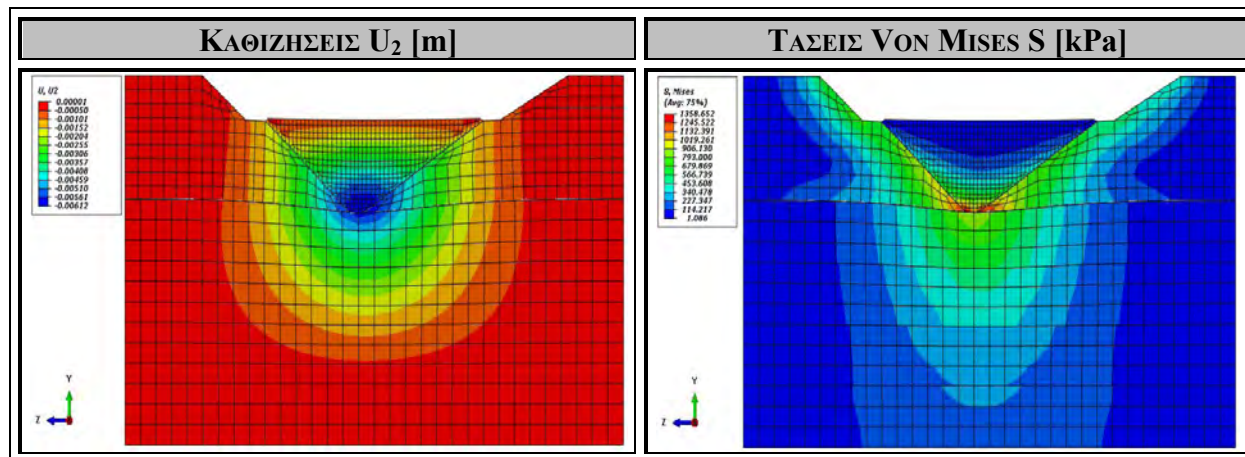 ΚΑΘΙΖΗΣΕΙΣ U2 [m]
ΤΑΣΕΙΣ VON MISES S [kPa]
U, U2
0.00001
-0.00050
-0.00101
-0.00152
-0.00204
-0.00255
-0.00306
-0.00357
-0.00408
-0.00459
-0.00510
-0.00561
-0.00612
Y
Z
S, Mises
(Avg: 75%)
1358.652
1245.522
1132.391
1019.261
906.130
793.000
679.869
566.739
453.608
340.478
227.347
114.217
1.086
Y
Z